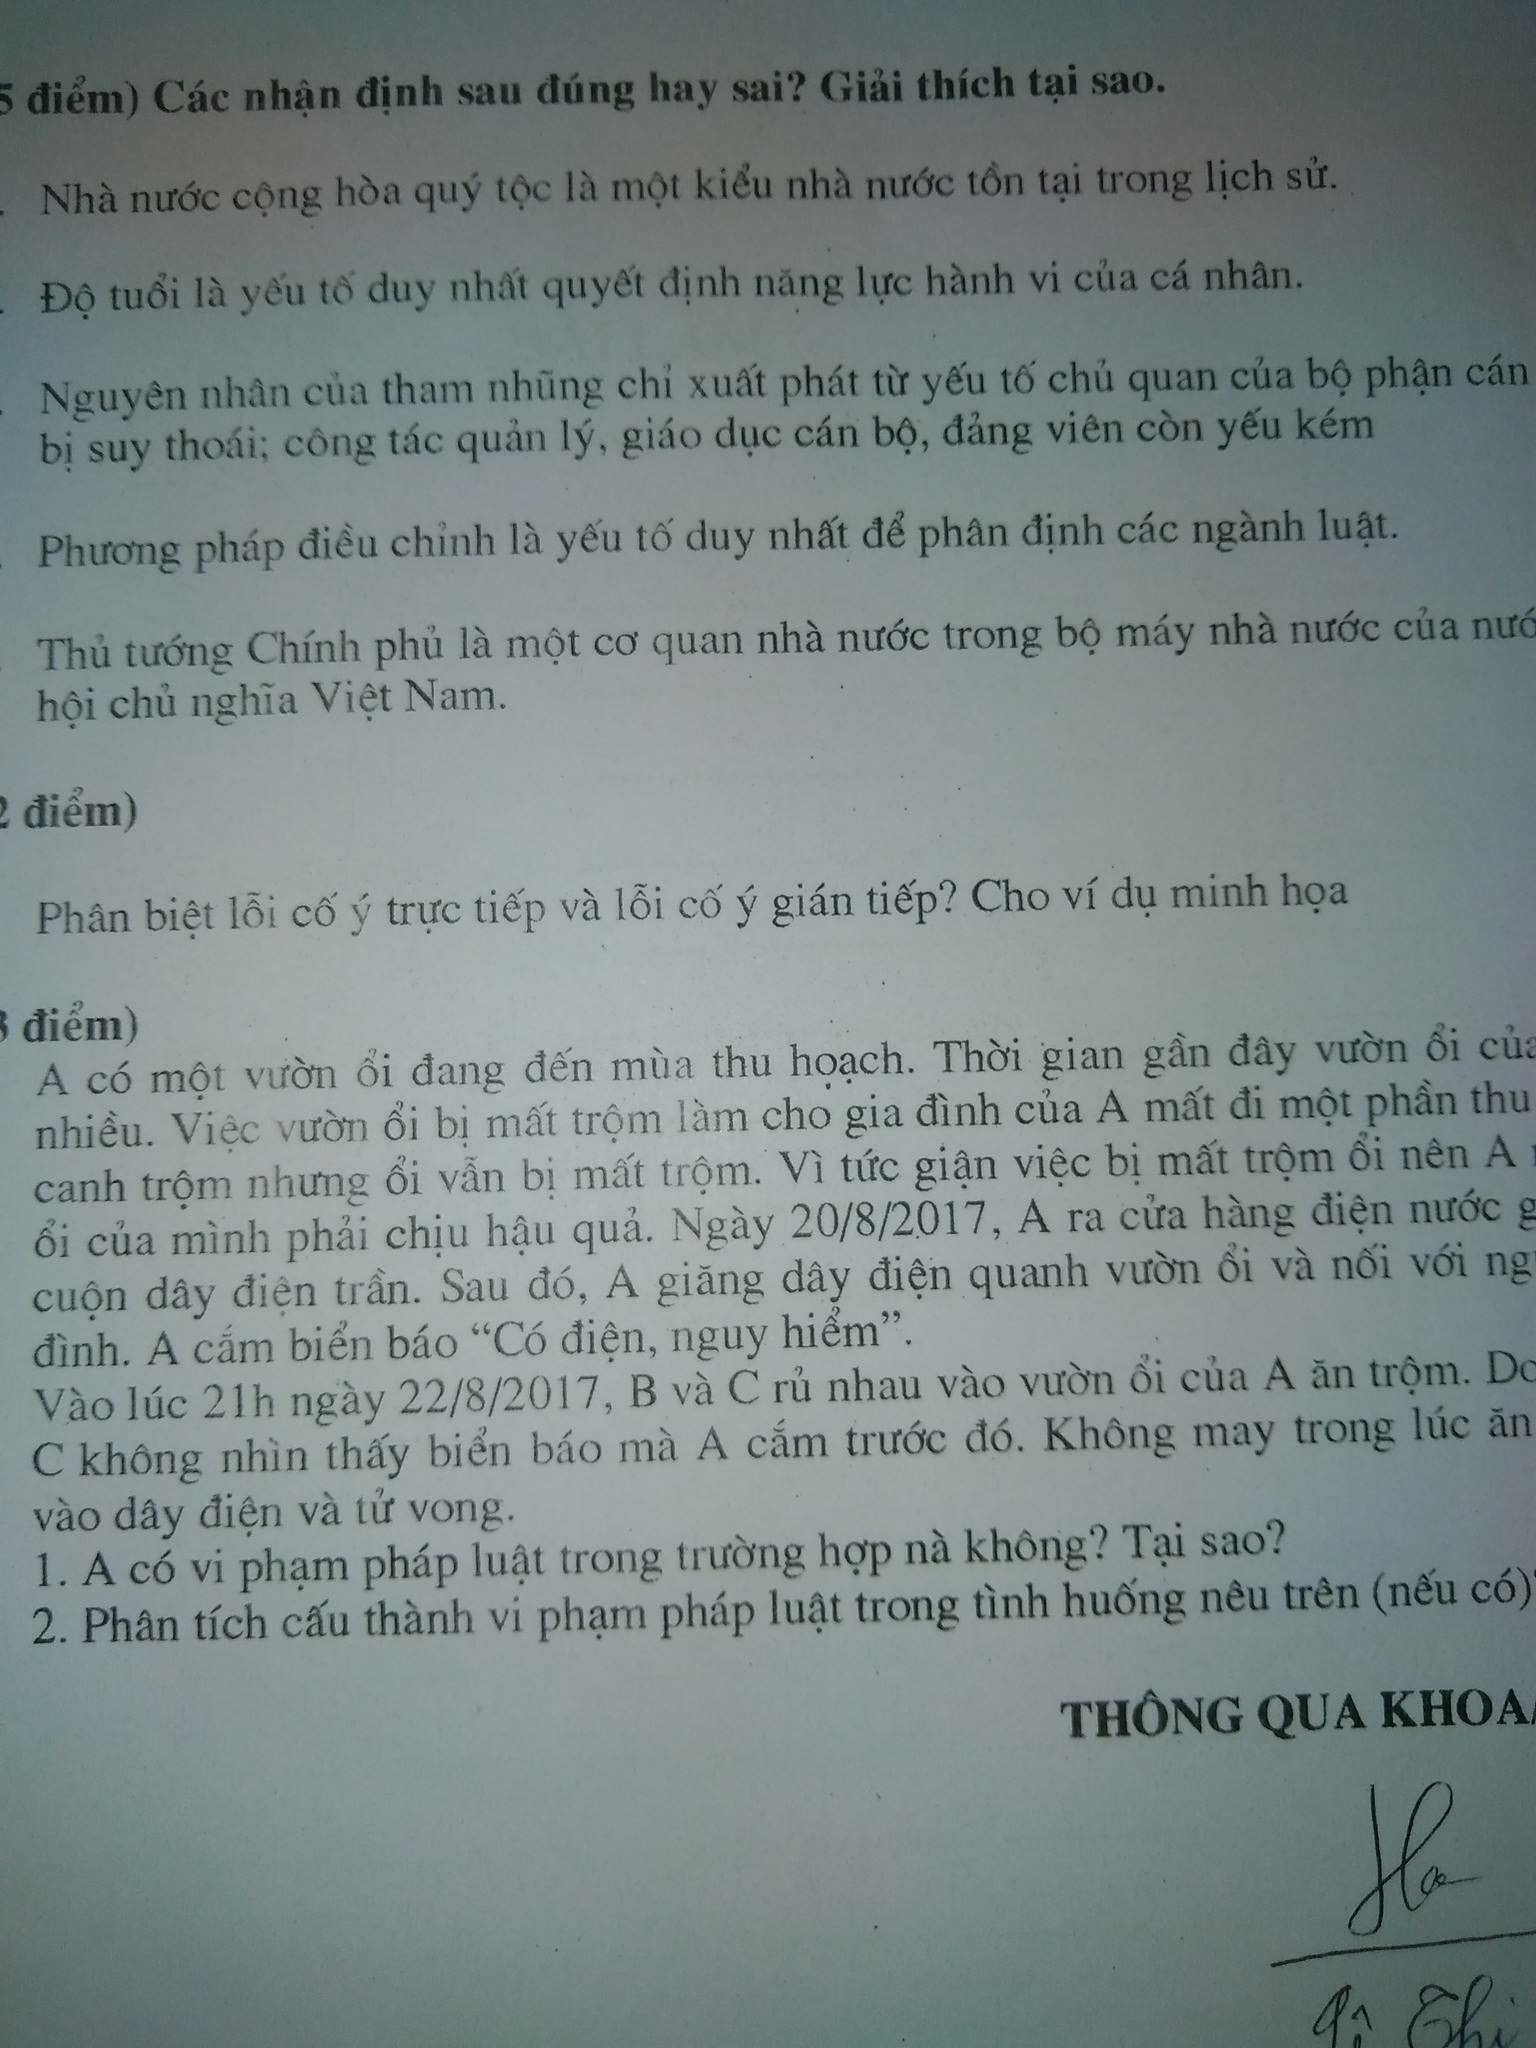 5 điểm) Các nhận định sau đúng hay sai? Giải thích tại sao.
Nhà nước cộng hòa quý tộc là một kiểu nhà nước tồn tại trong lịch sử.
Độ tuổi là yếu tố duy nhất quyết định năng lực hành vi của cá nhân.
Nguyên nhân của tham nhũng chỉ xuất phát từ yếu tố chủ quan của bộ phận cán
bị suy thoái; công tác quản lý, giáo dục cán bộ, đảng viên còn yếu kém
Phương pháp điều chỉnh là yếu tố duy nhất để phân định các ngành luật.
Thủ tướng Chính phủ là một cơ quan nhà nước trong bộ máy nhà nước của nướ
hội chủ nghĩa Việt Nam.
2 điểm)
Phân biệt lỗi cố ý trực tiếp và lỗi cố ý gián tiếp? Cho ví dụ minh họa
3 điểm)
A có một vườn ổi đang đến mùa thu hoạch. Thời gian gần đây vườn ổi của
nhiều. Việc vườn ổi bị mất trộm làm cho gia đình của A mất đi một phần thu
canh trộm nhưng ổi vẫn bị mất trộm. Vì tức giận việc bị mất trộm ổi nên A
ổi của mình phải chịu hậu quả. Ngày 20/8/2017, A ra cửa hàng điện nước g
cuộn dây điện trần. Sau đó, A giăng dây điện quanh vườn ổi và nối với ng
đình. A cắm biển báo “Có điện, nguy hiểm”.
Vào lúc 21h ngày 22/8/2017, B và C rủ nhau vào vườn ổi của A ăn trộm. Do
C không nhìn thấy biển báo mà A cắm trước đó. Không may trong lúc ăn
vào dây điện và tử vong.
1. A có vi phạm pháp luật trong trường hợp nà không? Tại sao?
2. Phân tích cấu thành vi phạm pháp luật trong tình huống nêu trên (nếu có)
THÔNG QUA KHOA